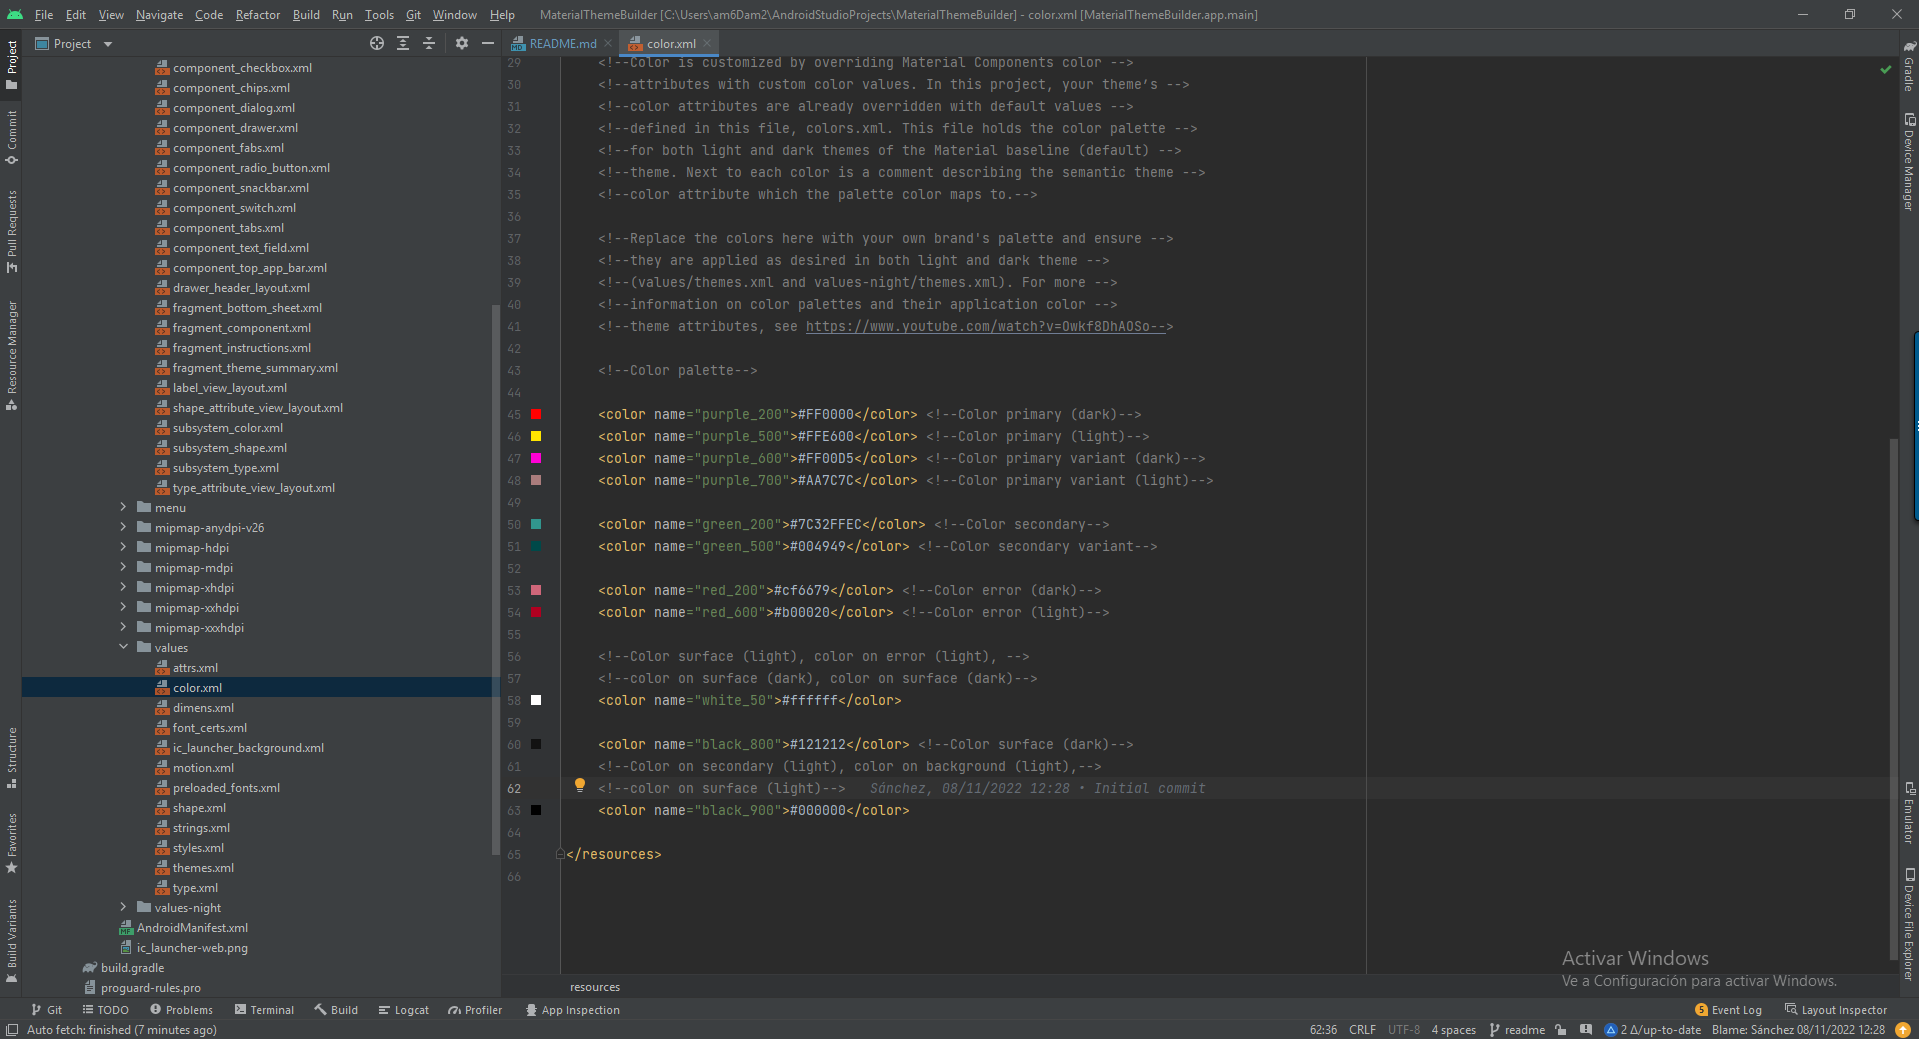 File Edit View Navigate Code Refactor Build Run Tools Git Window Help MaterialThemeBuilder [C:\Users\am6Dam2\AndroidStudioProjects\MaterialThemeBuilder] - color.xml [MaterialThemeBuilder.app.main]
Project
README.md
color.xml
Project
Commit
Pull Requests
Resource Manager
Structure
Favorites
Build Variants
component_checkbox.xml
component_chips.xml
component_dialog.xml
component_drawer.xml
component_fabs.xml
component_radio_button.xml
component_snackbar.xml
component_switch.xml
component_tabs.xml
component_text_field.xml
component_top_app_bar.xml
drawer_header_layout.xml
fragment_bottom_sheet.xml
fragment_component.xml
fragment_instructions.xml
fragment_theme_summary.xml
label_view_layout.xml
shape_attribute_view_layout.xml
subsystem_color.xml
subsystem_shape.xml
subsystem_type.xml
type_attribute_view_layout.xml
menu
mipmap-anydpi-v26
mipmap-hdpi
mipmap-mdpi
mipmap-xhdpi
mipmap-xxhdpi
mipmap-xxxhdpi
values
attrs.xml
color.xml
dimens.xml
font_certs.xml
ic_launcher_background.xml
motion.xml
preloaded_fonts.xml
shape.xml
strings.xml
styles.xml
themes.xml
type.xml
values-night
AndroidManifest.xml
MF
ic_launcher-web.png
build.gradle
proguard-rules.pro
29 <!--Color is customized by overriding Material Components color -->
30 <!--attributes with custom color values. In this project, your theme’s -->
31 <!--color attributes are already overridden with default values -->
32 <!--defined in this file, colors.xml. This file holds the color palette -->
33 <!--for both light and dark themes of the Material baseline (default) -->
34 <!--theme. Next to each color is a comment describing the semantic theme -->
35 <!--color attribute which the palette color maps to.-->
36
37 <!--Replace the colors here with your own brand's palette and ensure -->
38 <!--they are applied as desired in both light and dark theme -->
39 <!--(values/themes.xml and values-night/themes.xml). For more -->
40 <!--information on color palettes and their application color -->
41 <!--theme attributes, see https://www.youtube.com/watch?v=Owkf8DhAOSo-->
42
43 <!--Color palette-->
44
45 <color name="purple_200">#FF0000</color> <!--Color primary (dark)-->
46 <color name="purple_500">#FFE600</color> <!--Color primary (light)-->
47 <color name="purple_600">#FF00D5</color> <!--Color primary variant (dark)-->
48 <color name="purple_700">#AA7C7C</color> <!--Color primary variant (light)-->
49
50 <color name="green_200">#7C32FFEC</color> <!--Color secondary-->
51 <color name="green_500">#004949</color> <!--Color secondary variant-->
52
53 <color name="red_200">#cf6679</color> <!--Color error (dark)-->
54 <color name="red_600">#b00020</color> <!--Color error (light)-->
55
56 <!--Color surface (light), color on error (light), -->
57 <!--color on surface (dark), color on surface (dark)-->
58 <color name="white_50">#ffffff</color>
59
60 <color name="black_800">#121212</color> <!--Color surface (dark)-->
61 <!--Color on secondary (light), color on background (light),-->
62 <!--color on surface (light)--> Sánchez, 08/11/2022 12:28 • Initial commit
63 <color name="black_900">#000000</color>
64
65 </resources>
66
resources
Gradle
Device Manager
Emulator
Device File Explorer
Activar Windows
Ve a Configuración para activar Windows.
Git TODO Problems Terminal Build Logcat Profiler App Inspection 5 Event Log Layout Inspector
Auto fetch: finished (7 minutes ago) 62:36 CRLF UTF-8 4 spaces readme 2 Δ/up-to-date Blame: Sánchez 08/11/2022 12:28